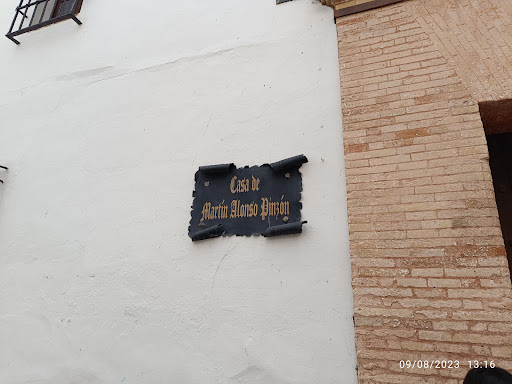 Casa de
Martín Alonso Pinzón
09/08/2023 13:16